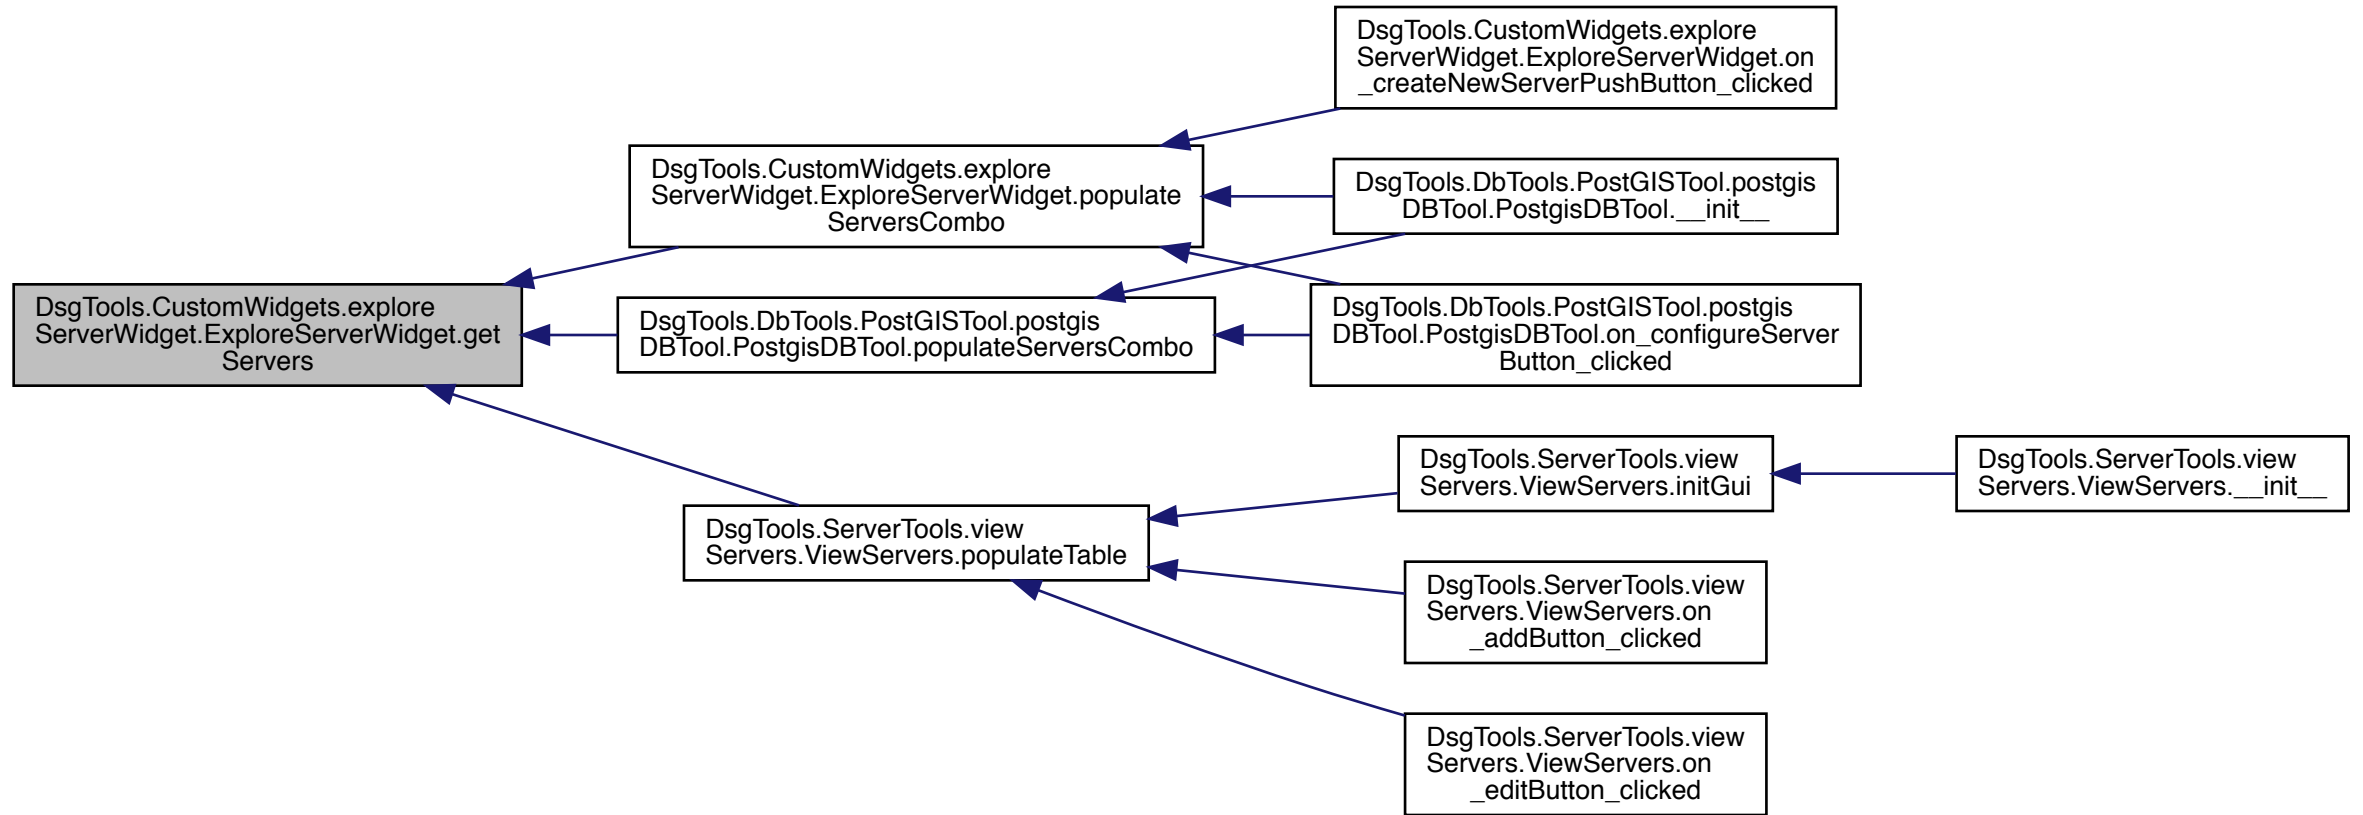 DsgTools.CustomWidgets.explore
ServerWidget.ExploreServerWidget.get
Servers
DsgTools.CustomWidgets.explore
ServerWidget.ExploreServerWidget.populate
ServersCombo
DsgTools.DbTools.PostGISTool.postgis
DBTool.PostgisDBTool.populateServersCombo
DsgTools.ServerTools.view
Servers.ViewServers.populateTable
DsgTools.CustomWidgets.explore
ServerWidget.ExploreServerWidget.on
_createNewServerPushButton_clicked
DsgTools.DbTools.PostGISTool.postgis
DBTool.PostgisDBTool.__init__
DsgTools.DbTools.PostGISTool.postgis
DBTool.PostgisDBTool.on_configureServer
Button_clicked
DsgTools.ServerTools.view
Servers.ViewServers.initGui
DsgTools.ServerTools.view
Servers.ViewServers.on
_addButton_clicked
DsgTools.ServerTools.view
Servers.ViewServers.on
_editButton_clicked
DsgTools.ServerTools.view
Servers.ViewServers.__init__